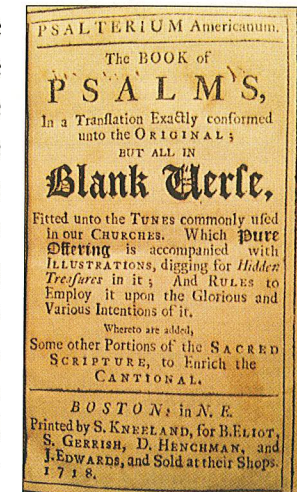 PSALTERIUM Americanum.
The BOOK of
PSALMS,
In a Tranſlation Exactly conformed
unto the ORIGINAL;
BUT ALL IN
Blank Verſe,
Fitted unto the TUNES commonly uſed
in our CHURCHES. Which Pure
Offering is accompanied with
ILLUSTRATIONS, digging for Hidden
Treaſures in it; And RULES to
Employ it upon the Glorious and
Various Intentions of it.
Whereto are added,
Some other Portions of the SACRED
SCRIPTURE, to Enrich the
CANTIONAL.
BOSTON: in N. E.
Printed by S. KNEELAND, for B. ELIOT,
S. GERRISH, D. HENCHMAN, and
J. EDWARDS, and Sold at their Shops.
1718.